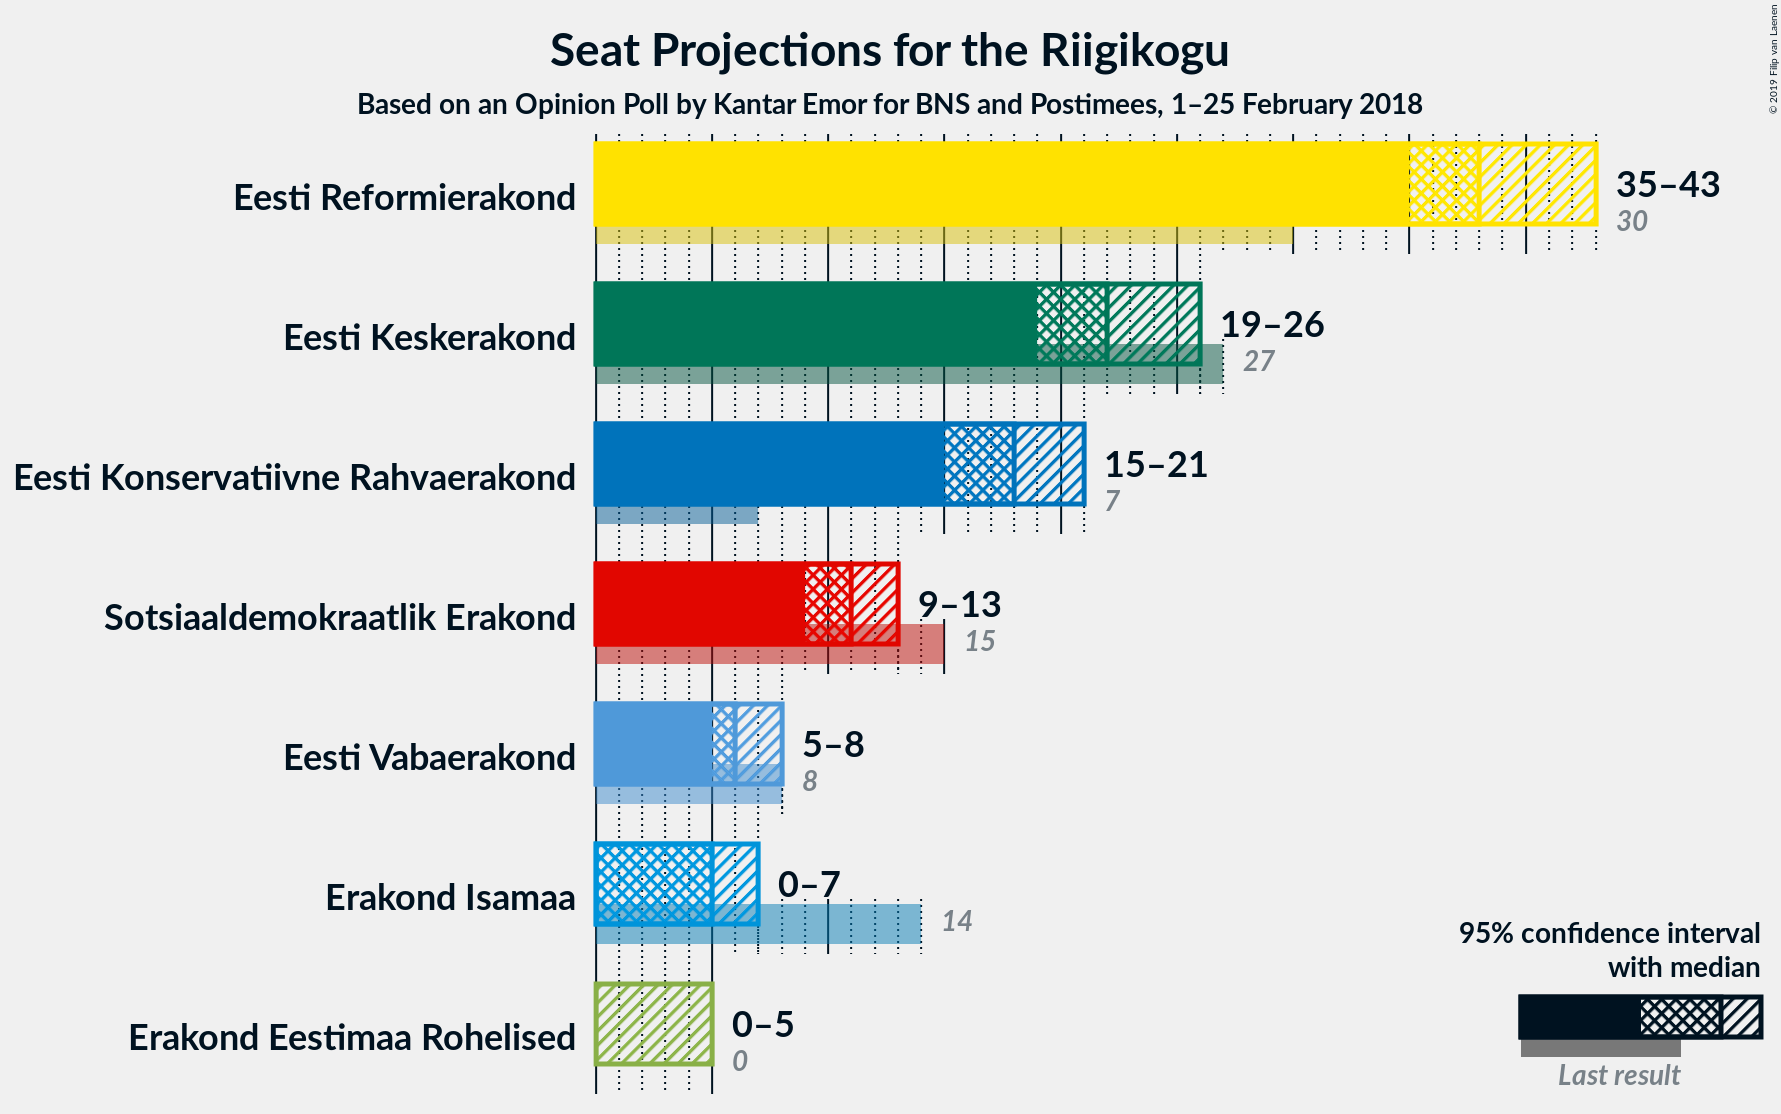 Seat Projections for the Riigikogu
Based on an Opinion Poll by Kantar Emor for BNS and Postimees, 1–25 February 2018
© 2019 Filip van Laenen
Eesti Reformierakond
35–43
30
Eesti Keskerakond
19–26
27
Eesti Konservatiivne Rahvaerakond
15–21
7
Sotsiaaldemokraatlik Erakond
9–13
15
Eesti Vabaerakond
5–8
8
Erakond Isamaa
0–7
14
Erakond Eestimaa Rohelised
0–5
0
95% confidence interval
with median
Last result